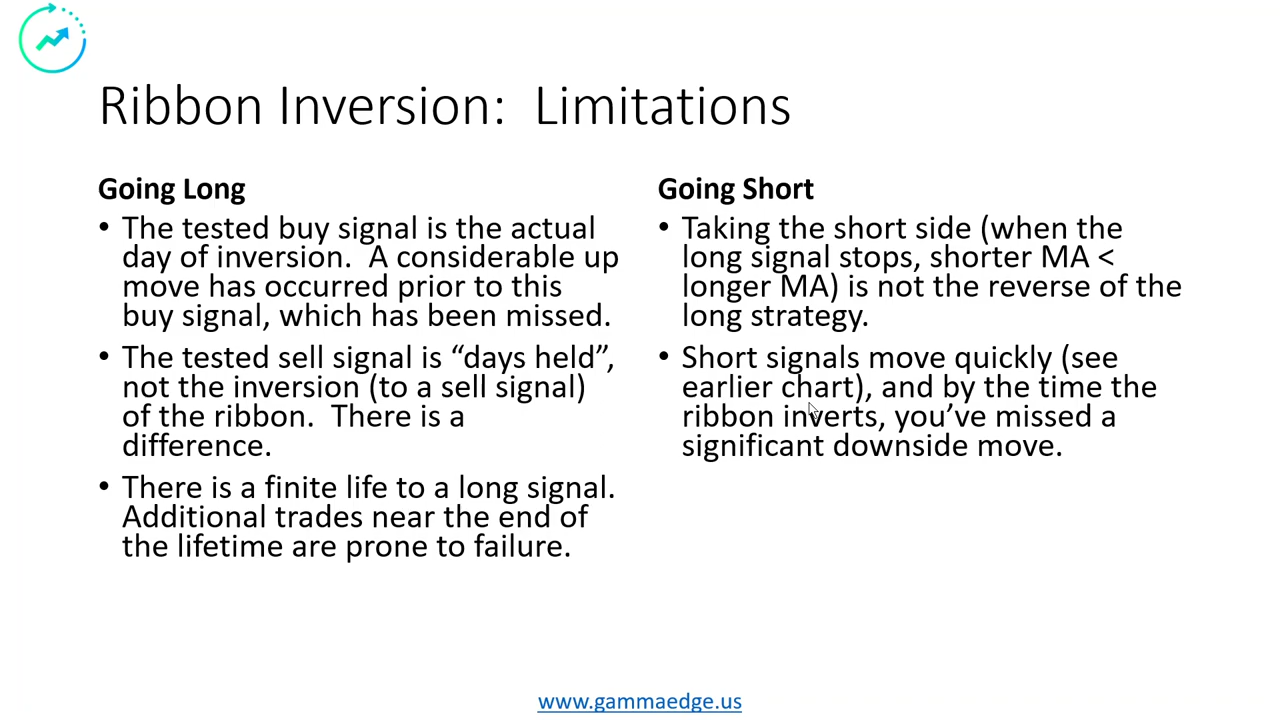 Ribbon Inversion:  Limitations
Going Long
• The tested buy signal is the actual
day of inversion.  A considerable up
move has occurred prior to this
buy signal, which has been missed.
• The tested sell signal is “days held”,
not the inversion (to a sell signal)
of the ribbon.  There is a
difference.
• There is a finite life to a long signal.
Additional trades near the end of
the lifetime are prone to failure.
Going Short
• Taking the short side (when the
long signal stops, shorter MA <
longer MA) is not the reverse of the
long strategy.
• Short signals move quickly (see
earlier chart), and by the time the
ribbon inverts, you’ve missed a
significant downside move.
www.gammaedge.us